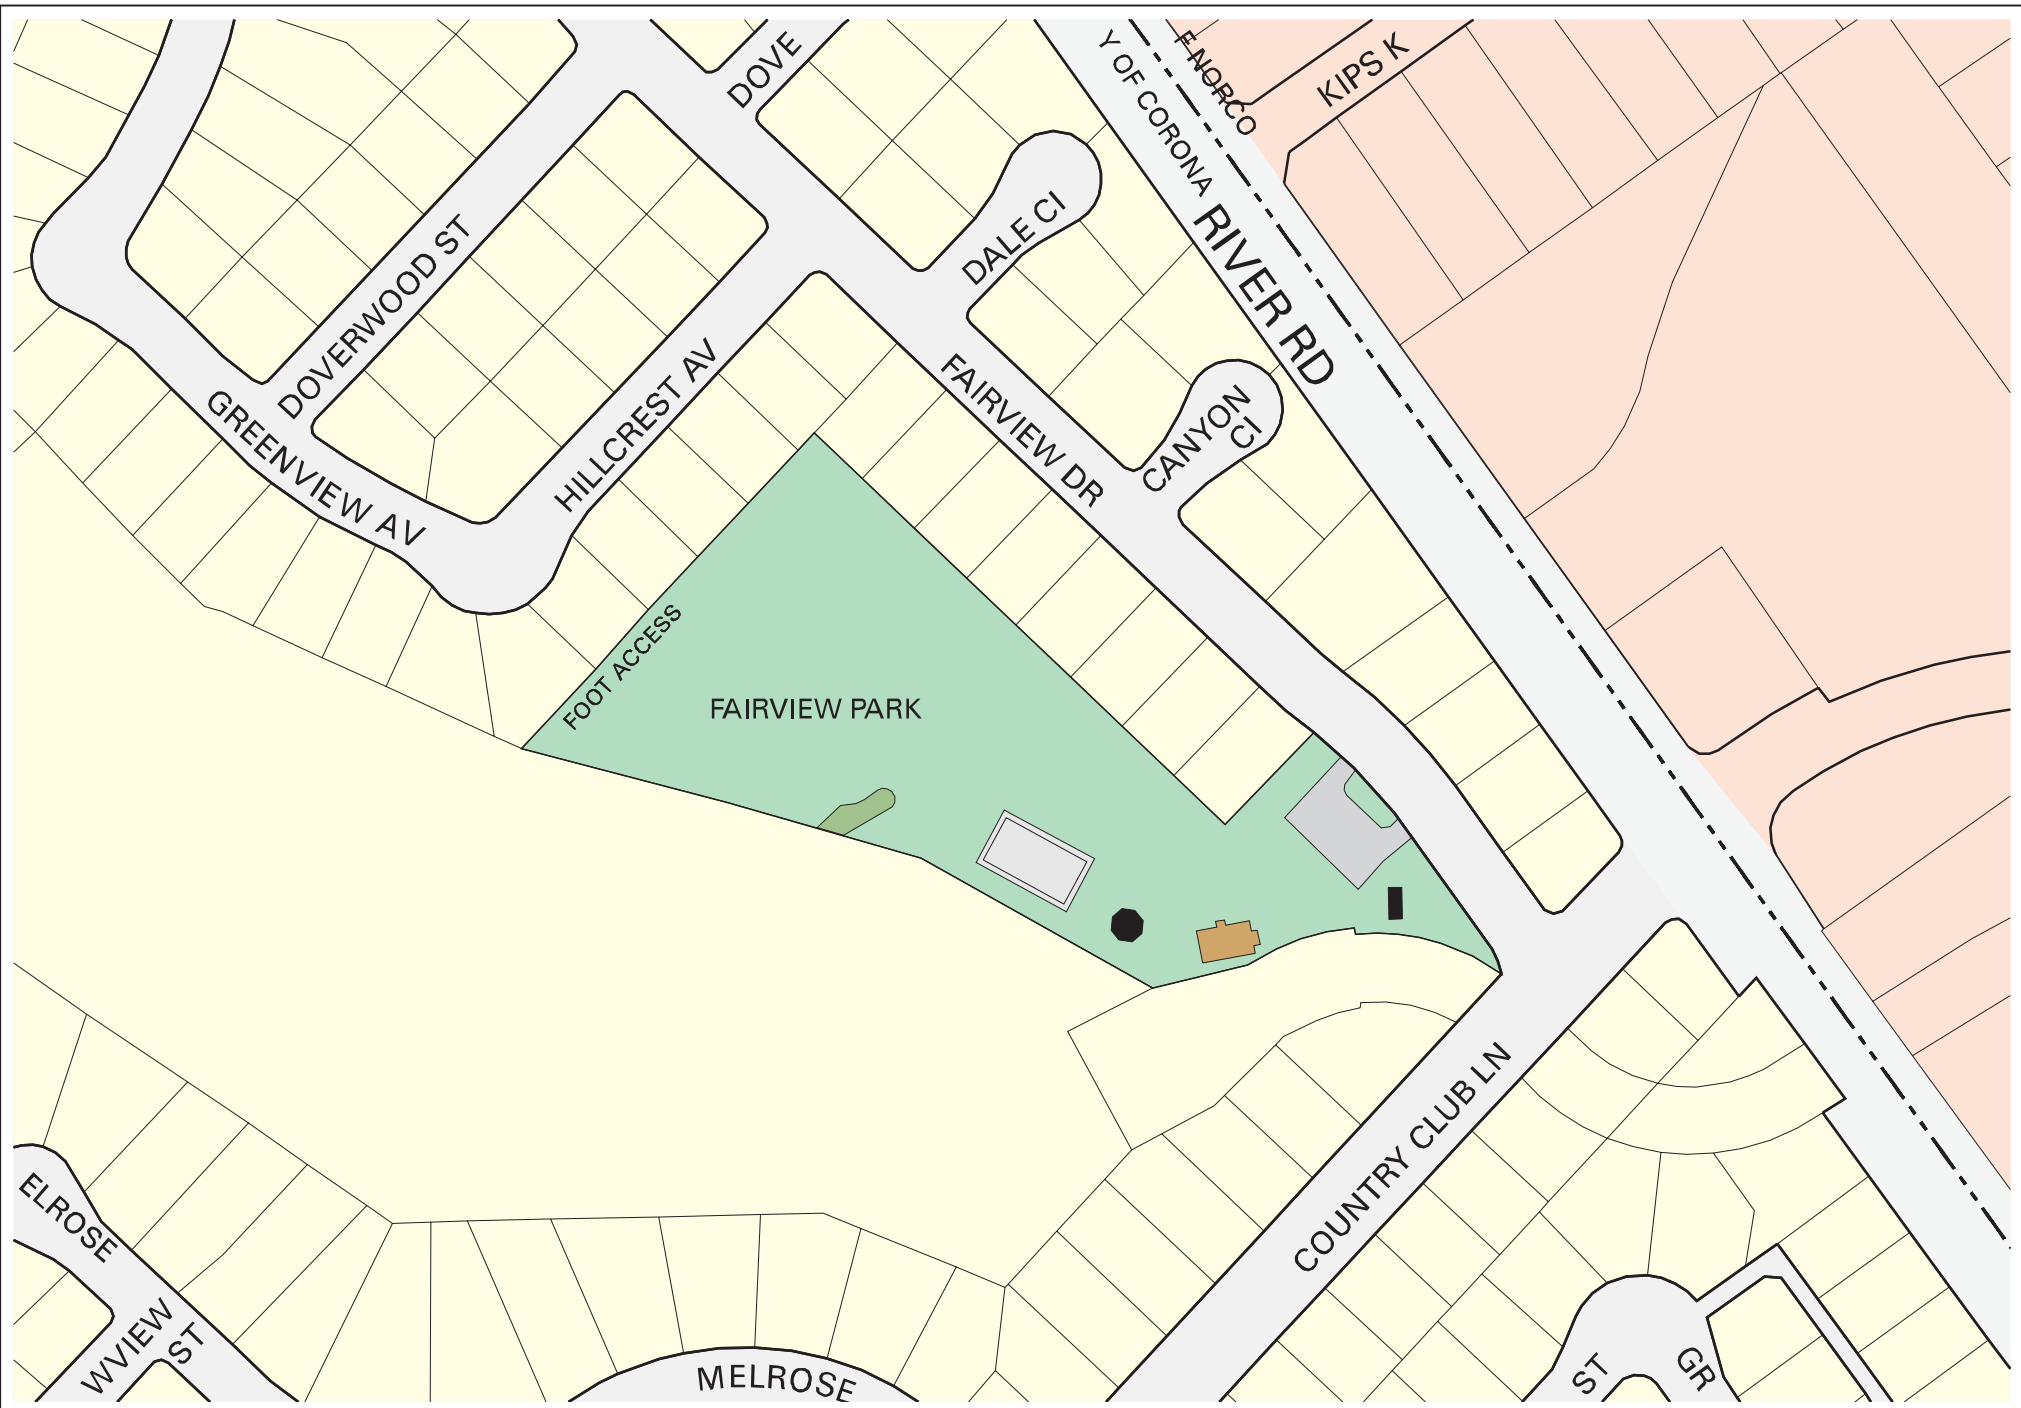 DOVE
KIPS K
F NORCO
Y OF CORONA
RIVER RD
DALE CI
DOVERWOOD ST
HILLCREST AV
GREENVIEW AV
FAIRVIEW DR
CANYON
CI
FOOT ACCESS
FAIRVIEW PARK
COUNTRY CLUB LN
ELROSE
WVIEW
ST
MELROSE
ST
GR